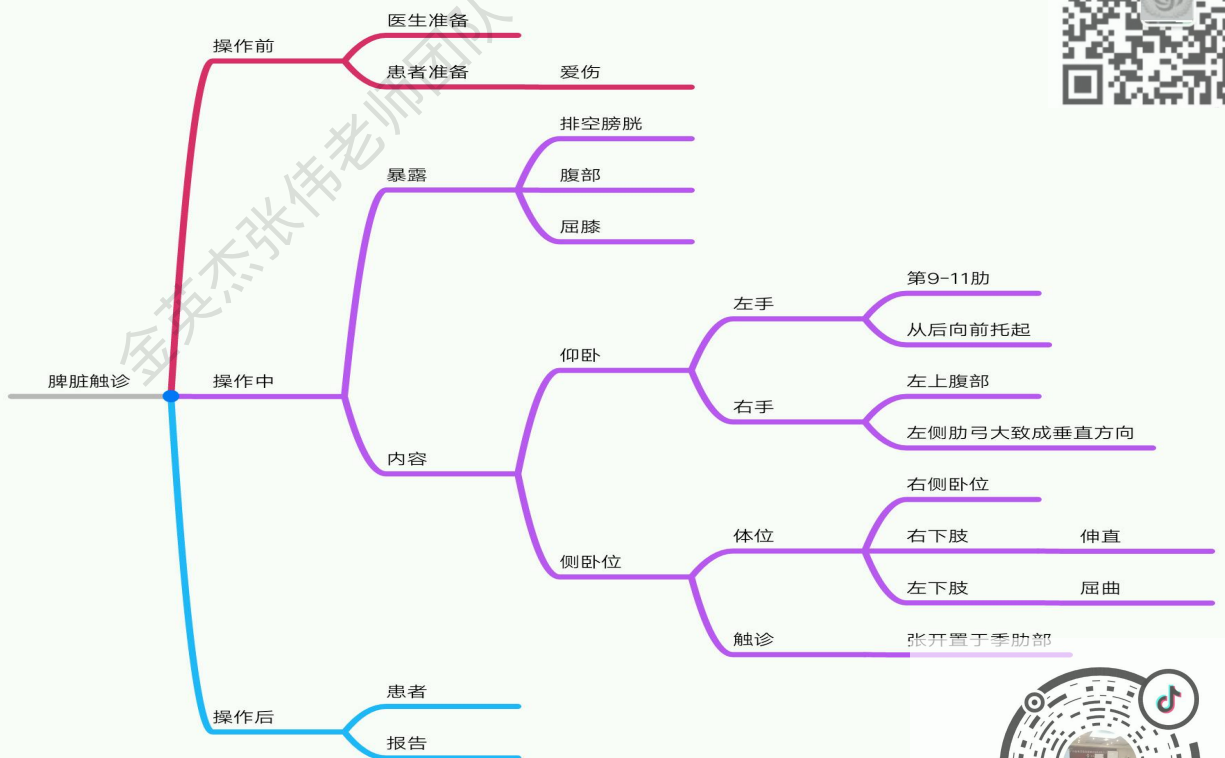 医生准备
操作前
患者准备 爱伤
排空膀胱
暴露 腹部
屈膝
第9-11肋
左手
从后向前托起
仰卧
左上腹部
右手
左侧肋弓大致成垂直方向
脾脏触诊 操作中
内容
右侧卧位
体位 右下肢 伸直
侧卧位
左下肢 屈曲
触诊 张开置于季肋部
患者
操作后
报告
金英杰张伟老师团队